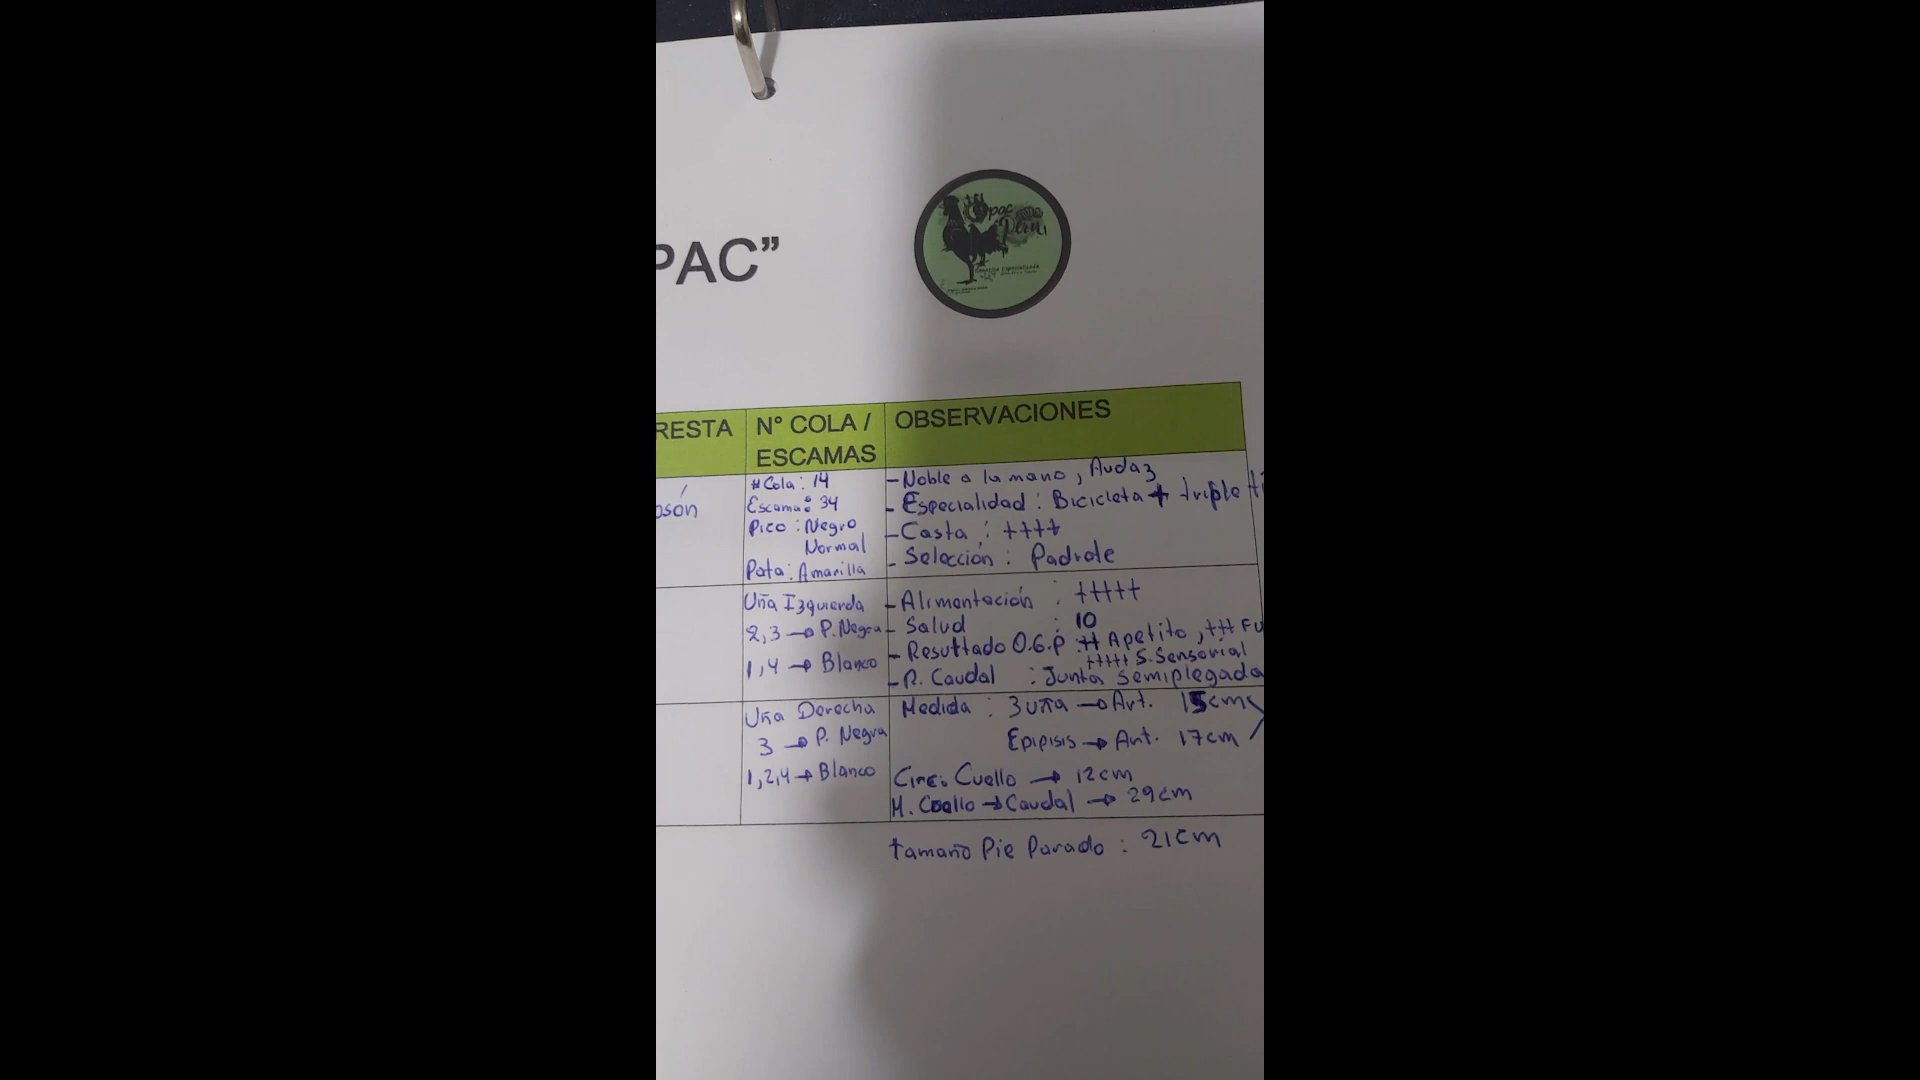 PAC”
RESTA
N° COLA /
ESCAMAS
OBSERVACIONES
# Cola : 14
Escama : 34
Pico : Negro
Normal
Pata : Amarilla
- Noble a la mano, Audaz
- Especialidad : Bicicleta + triple
- Casta : ++++
- Selección : Padrote
Uña Izquierda
2,3 → P. Negra
1,4 → Blanco
- Alimentación : +++++
- Salud : 10
- Resultado O.G.P : ++ Apetito , +++
+++++ S. Sensorial
- R. Caudal : Junta Semiplegada
Uña Derecha
3 → P. Negra
1,2,4 → Blanco
Medida : 3 uña → Art. 15cm
Epipisis → Ant. 17cm
Circ. Cuello → 12cm
M. Cuello → Caudal → 29cm
tamaño Pie Parado : 21cm